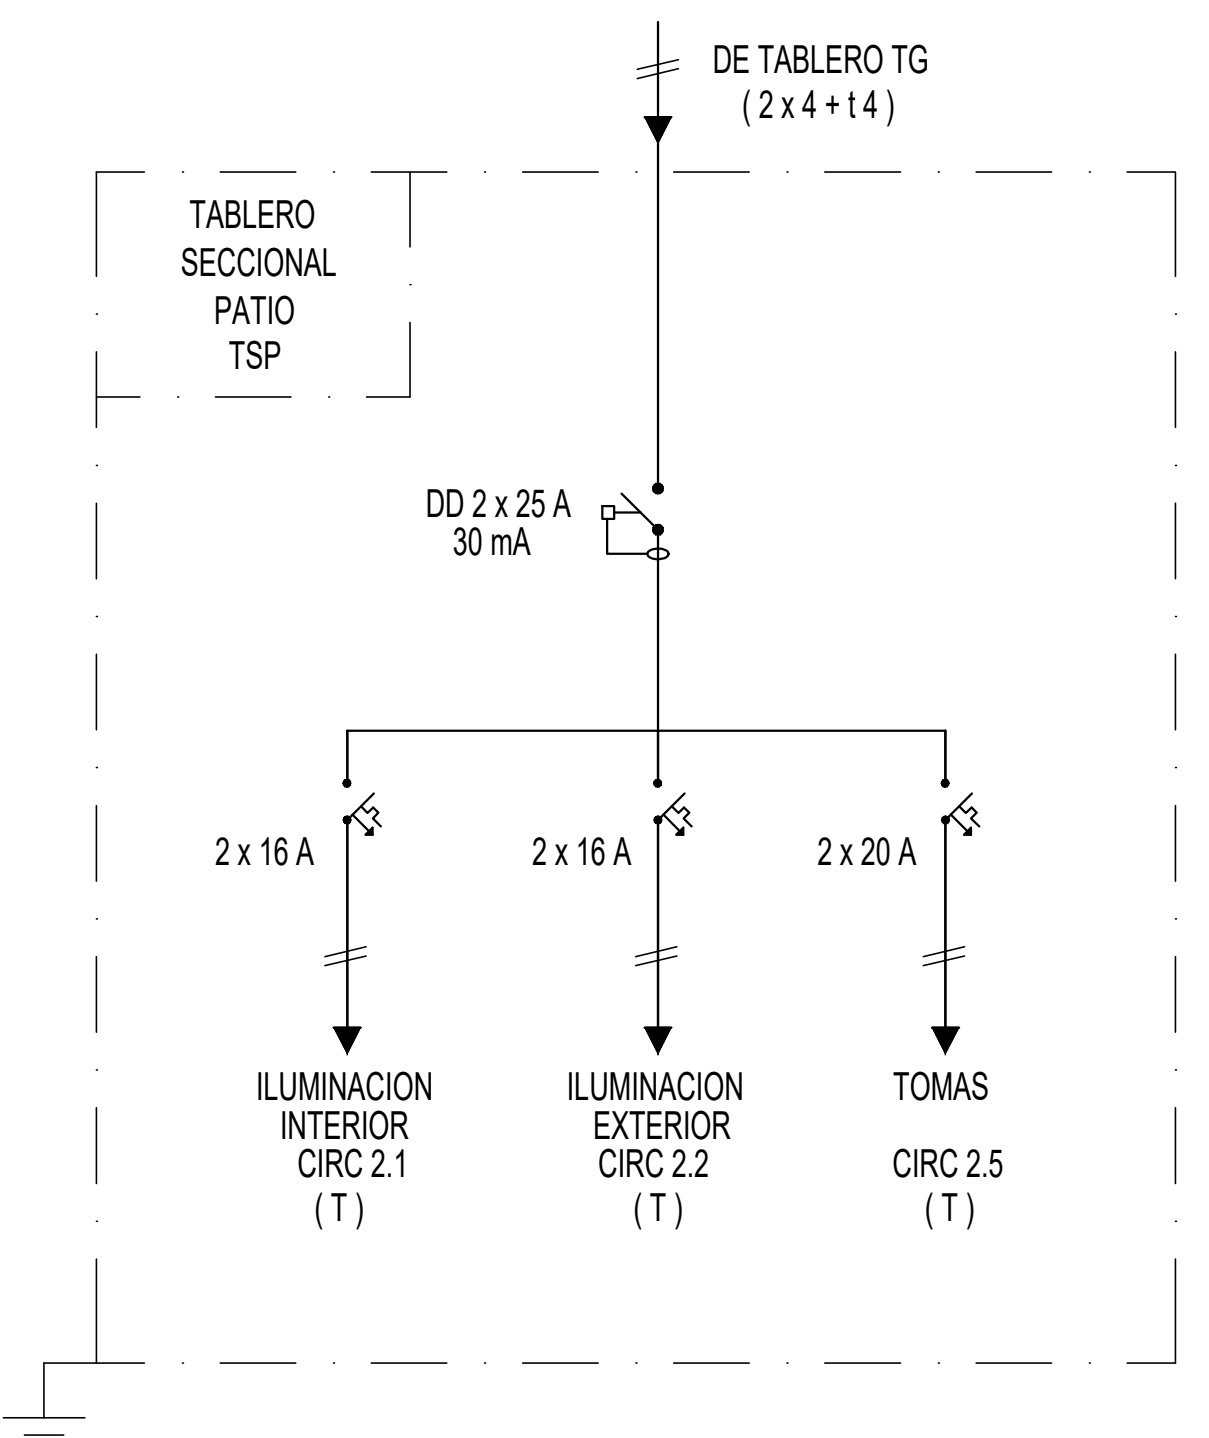 DE TABLERO TG
( 2 x 4 + t 4 )
TABLERO
SECCIONAL
PATIO
TSP
DD 2 x 25 A
30 mA
2 x 16 A
2 x 16 A
2 x 20 A
ILUMINACION
INTERIOR
CIRC 2.1
( T )
ILUMINACION
EXTERIOR
CIRC 2.2
( T )
TOMAS
CIRC 2.5
( T )